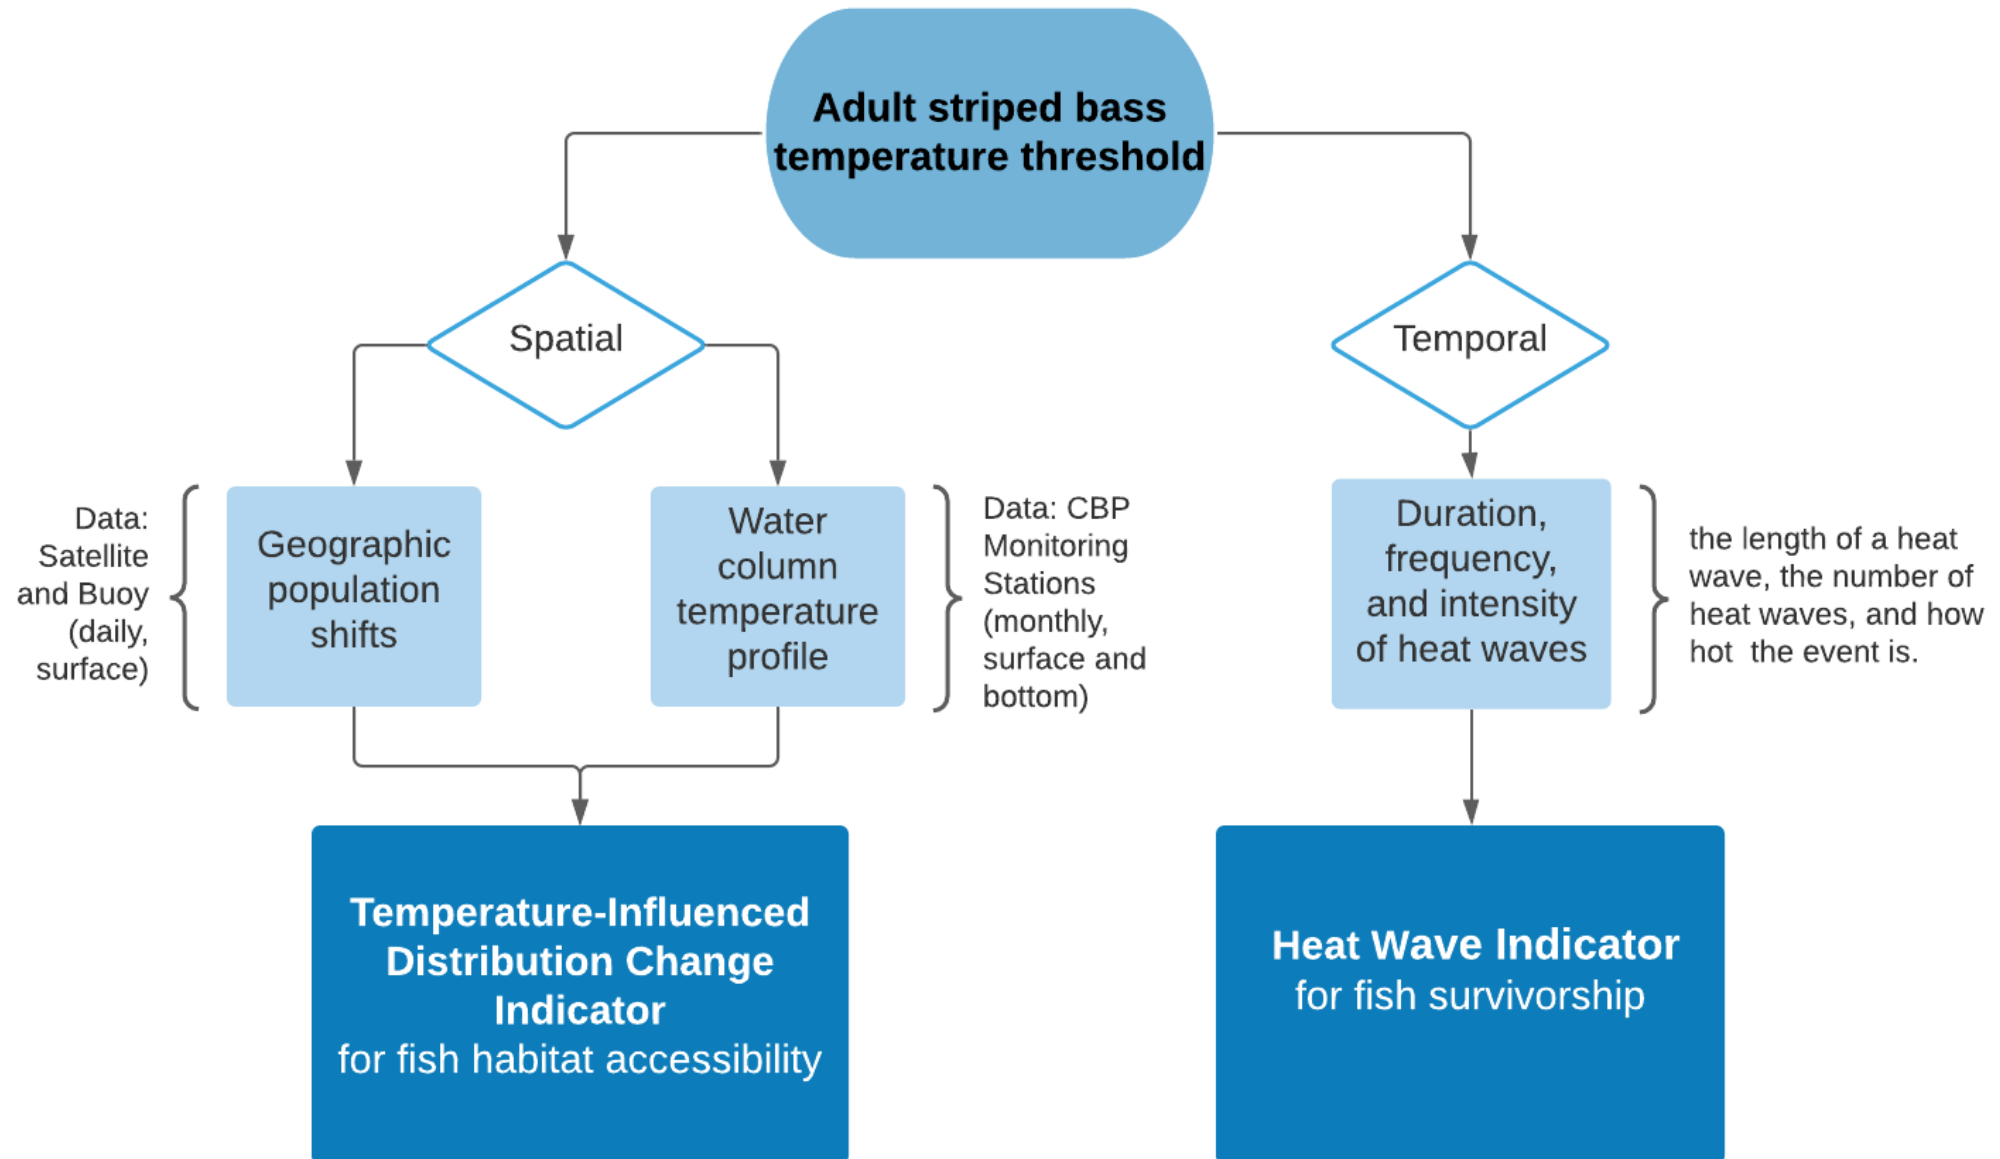 Adult striped bass
temperature threshold
Spatial
Temporal
Data:
Satellite
and Buoy
(daily,
surface)
Geographic
population
shifts
Water
column
temperature
profile
Data: CBP
Monitoring
Stations
(monthly,
surface and
bottom)
Duration,
frequency,
and intensity
of heat waves
the length of a heat
wave, the number of
heat waves, and how
hot  the event is.
Temperature-Influenced
Distribution Change
Indicator
for fish habitat accessibility
Heat Wave Indicator
for fish survivorship